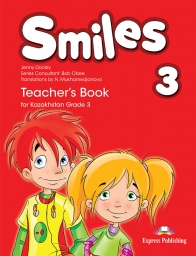 Smiles 3
Jenny Dooley
Series Consultant: Bob Obee
Translations by N. Mukhamedjanova
Teacher's Book
for Kazakhstan Grade 3
Express Publishing